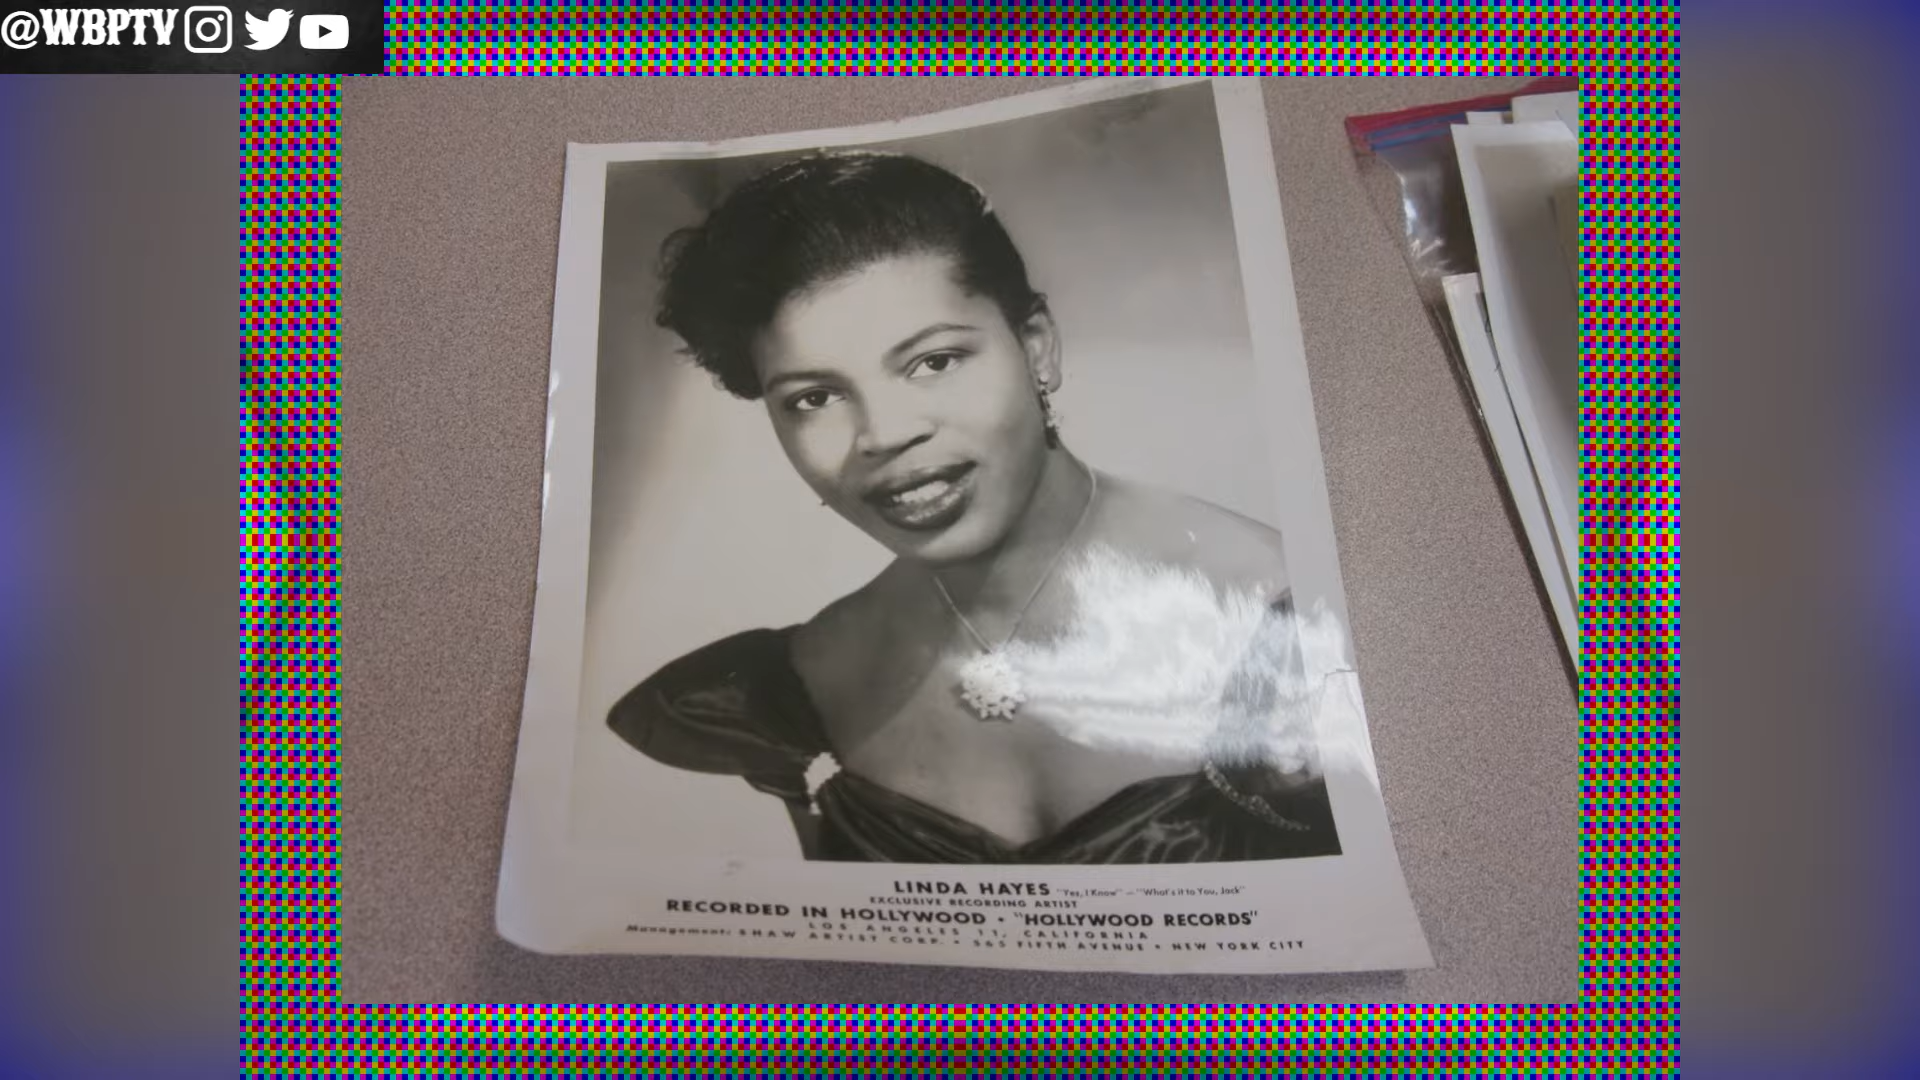 @WBPTV
LINDA HAYES "Yes, I Know" — "What's it to You, Jack"
EXCLUSIVE RECORDING ARTIST
RECORDED IN HOLLYWOOD • "HOLLYWOOD RECORDS"
LOS ANGELES 11, CALIFORNIA
Management: SHAW ARTIST CORP. • 565 FIFTH AVENUE • NEW YORK CITY